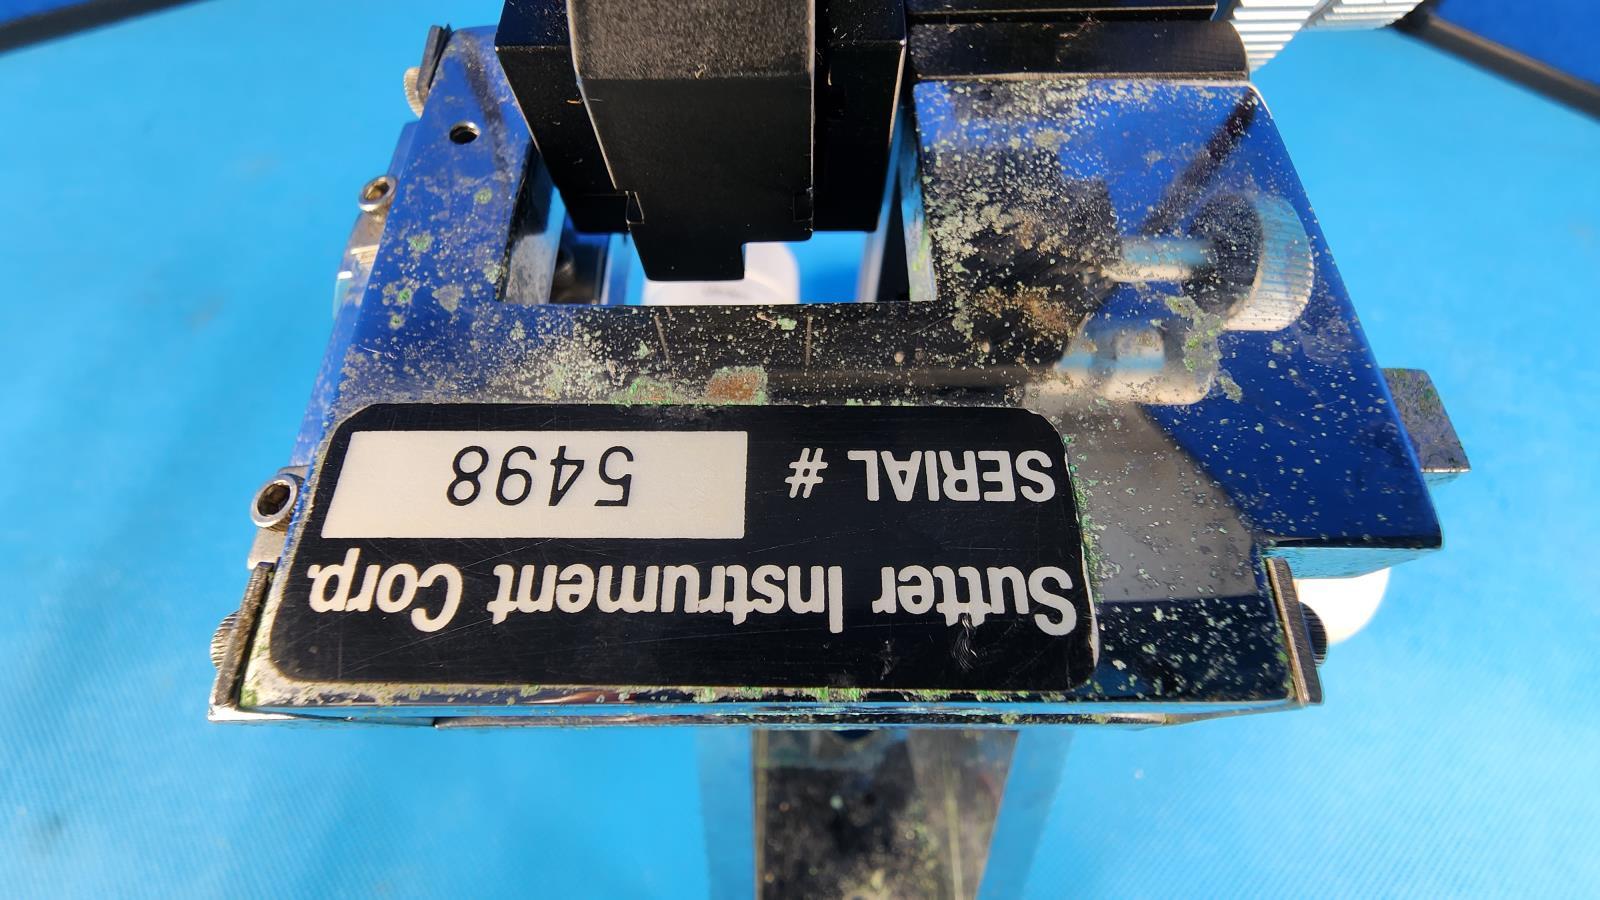 Sutter Instrument Corp.
SERIAL # 5498